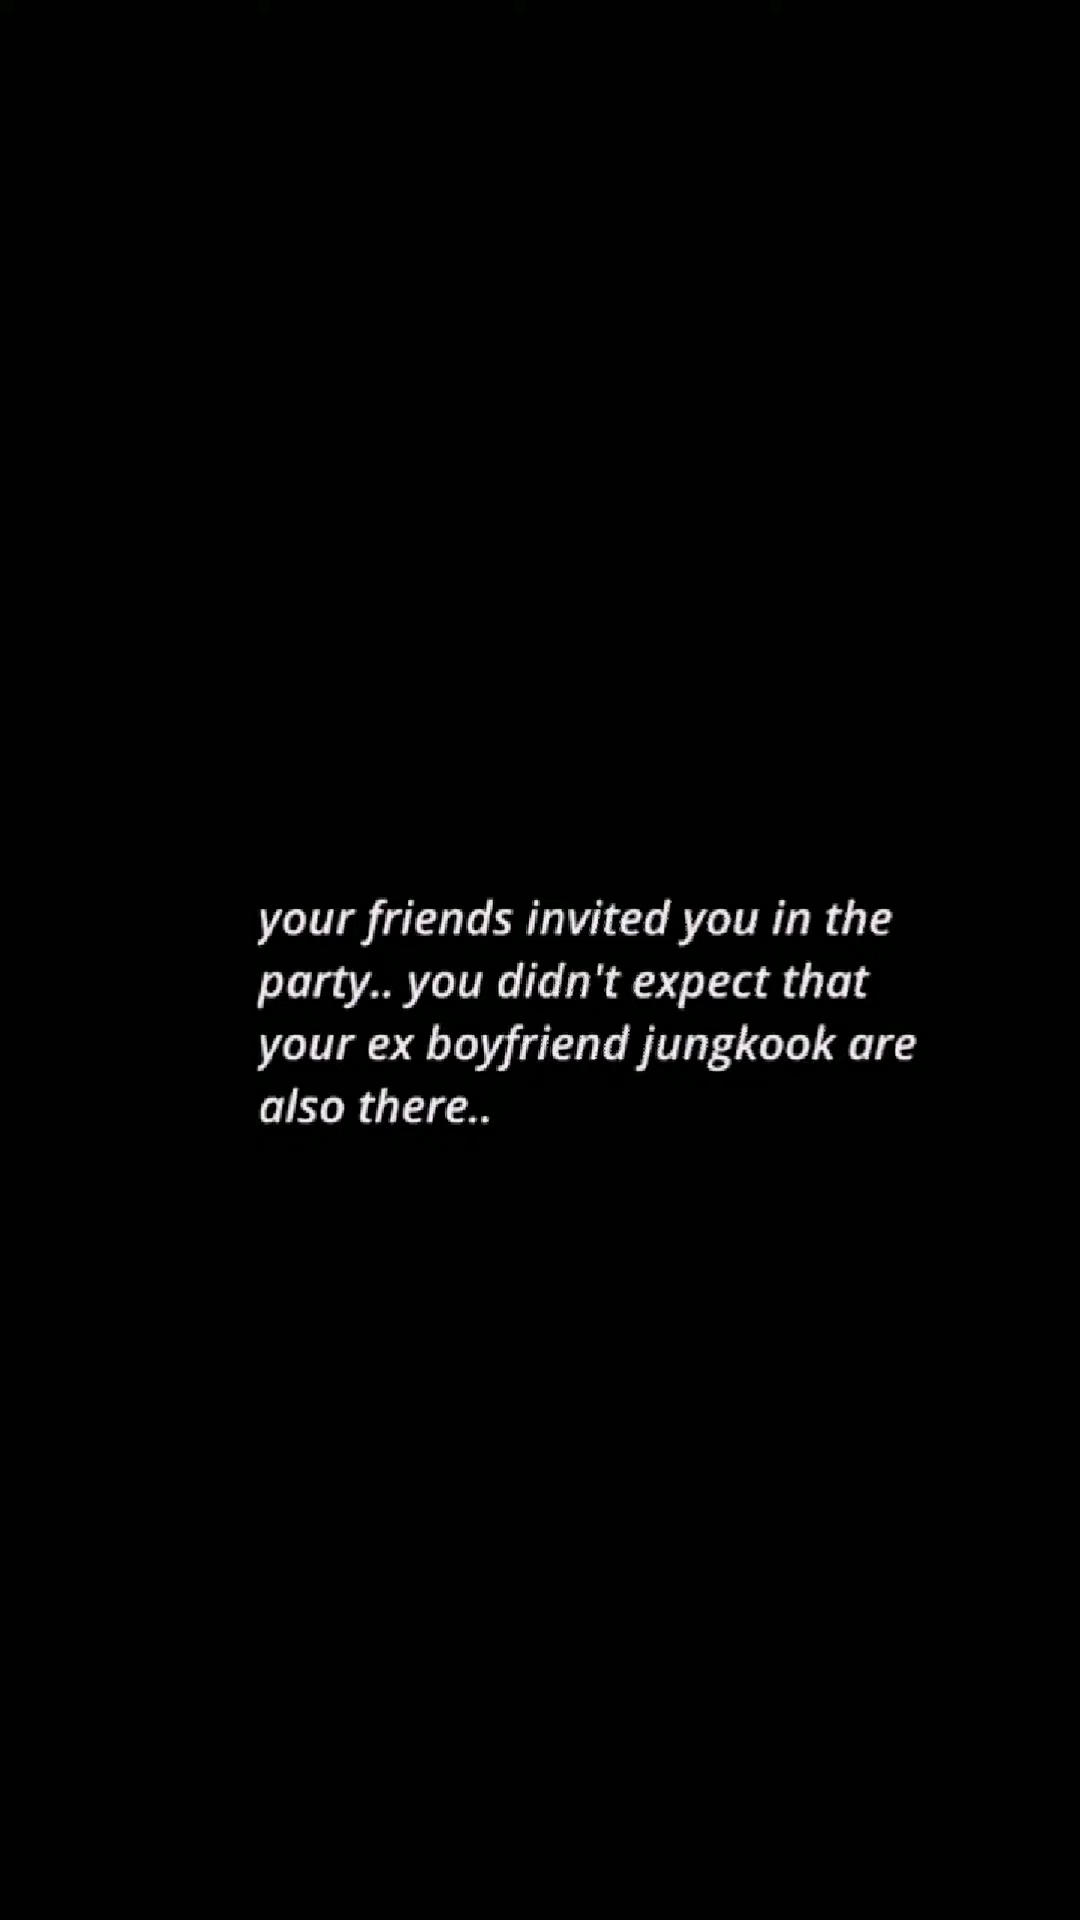 your friends invited you in the
party.. you didn't expect that
your ex boyfriend jungkook are
also there..